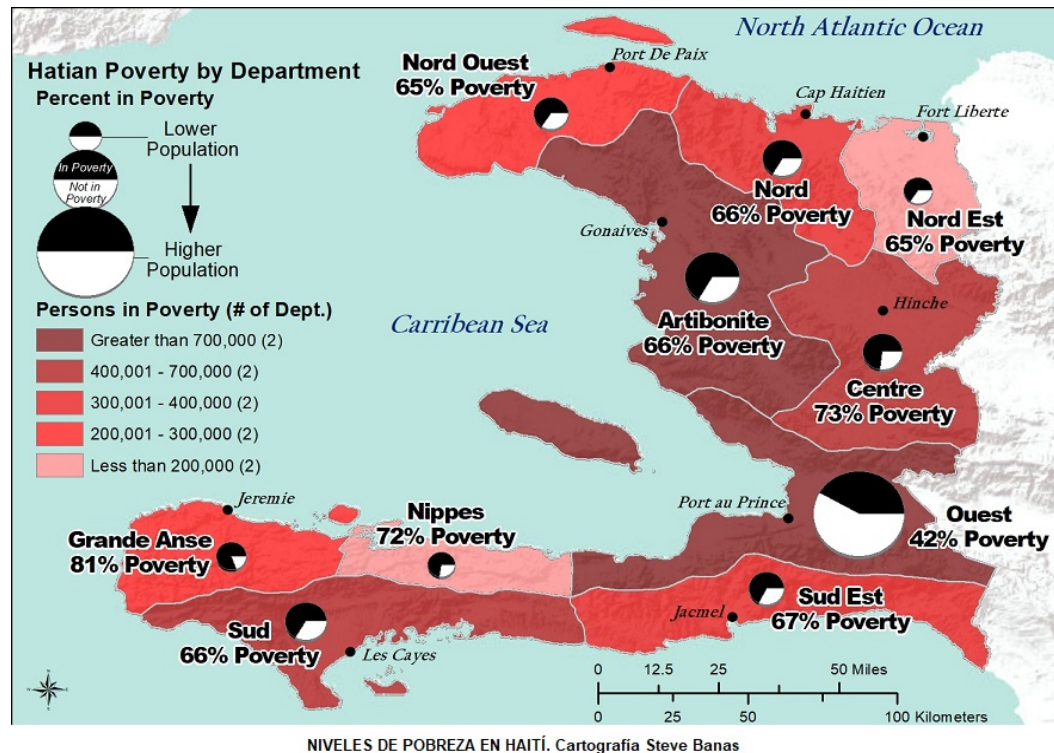 North Atlantic Ocean
Hatian Poverty by Department
Percent in Poverty
Lower
Population
In Poverty
Not in
Poverty
Higher
Population
Persons in Poverty (# of Dept.)
Greater than 700,000 (2)
400,001 - 700,000 (2)
300,001 - 400,000 (2)
200,001 - 300,000 (2)
Less than 200,000 (2)
Nord Ouest
65% Poverty
Port De Paix
Cap Haitien
Fort Liberte
Nord
66% Poverty
Nord Est
65% Poverty
Gonaives
Carribean Sea
Artibonite
66% Poverty
Hinche
Centre
73% Poverty
Port au Prince
Ouest
42% Poverty
Jeremie
Grande Anse
81% Poverty
Nippes
72% Poverty
Sud
66% Poverty
Les Cayes
Jacmel
Sud Est
67% Poverty
0 12.5 25 50 Miles
0 25 50 100 Kilometers
NIVELES DE POBREZA EN HAITÍ. Cartografía Steve Banas